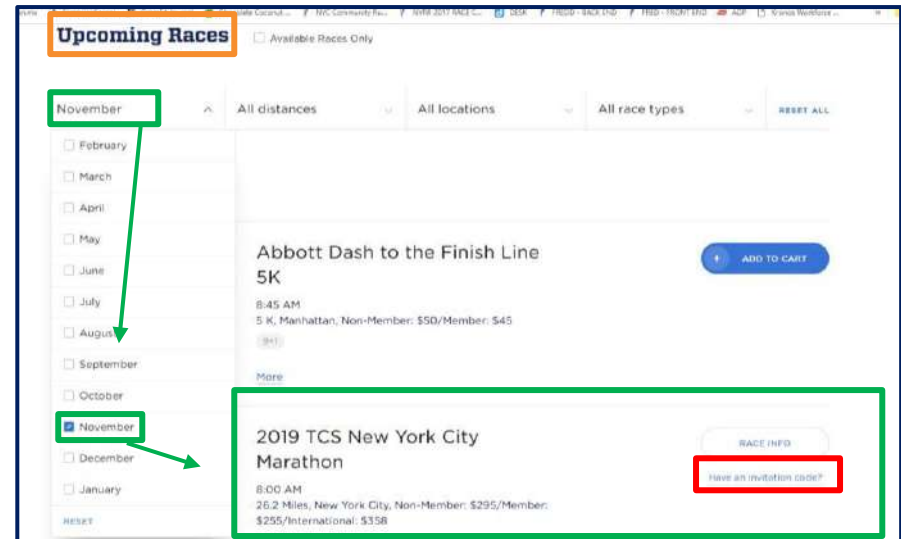 Upcoming Races
Available Races Only
November
All distances
All locations
All race types
RESET ALL
February
March
April
May
June
July
August
September
October
November
December
January
RESET
Abbott Dash to the Finish Line
5K
8:45 AM
5 K, Manhattan, Non-Member: $50/Member: $45
9+1
More
ADD TO CART
2019 TCS New York City
Marathon
8:00 AM
26.2 Miles, New York City, Non-Member: $295/Member:
$255/International: $358
RACE INFO
Have an invitation code?